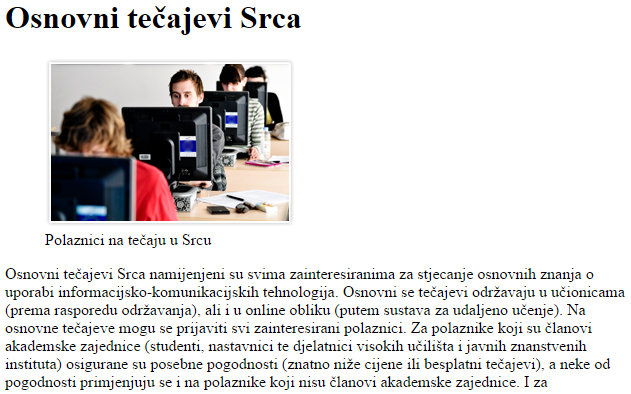 Osnovni tečajevi Srca
Polaznici na tečaju u Srcu
Osnovni tečajevi Srca namijenjeni su svima zainteresiranima za stjecanje osnovnih znanja o
uporabi informacijsko-komunikacijskih tehnologija. Osnovni se tečajevi održavaju u učionicama
(prema rasporedu održavanja), ali i u online obliku (putem sustava za udaljeno učenje). Na
osnovne tečajeve mogu se prijaviti svi zainteresirani polaznici. Za polaznike koji su članovi
akademske zajednice (studenti, nastavnici te djelatnici visokih učilišta i javnih znanstvenih
instituta) osigurane su posebne pogodnosti (znatno niže cijene ili besplatni tečajevi), a neke od
pogodnosti primjenjuju se i na polaznike koji nisu članovi akademske zajednice. I za